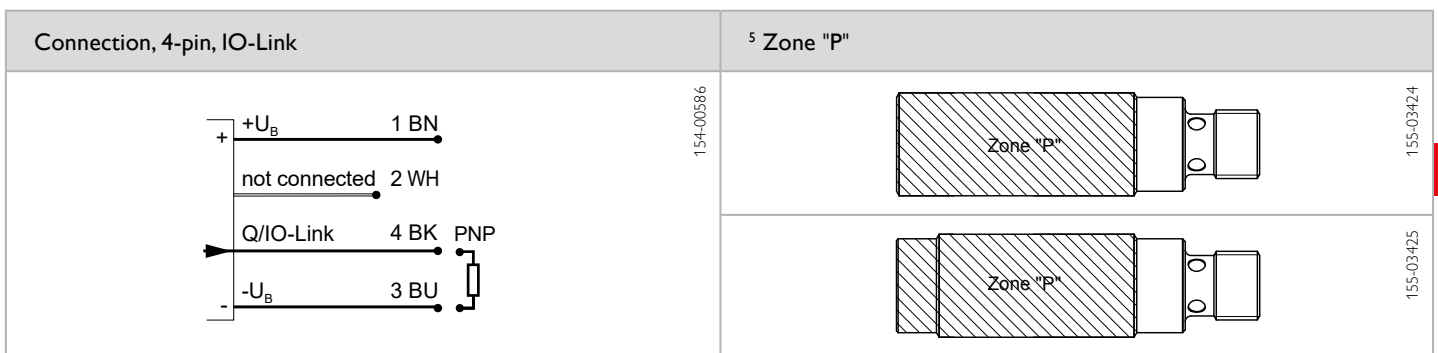 Connection, 4-pin, IO-Link
⁵ Zone "P"
+U_B 1 BN
+
not connected 2 WH
Q/IO-Link 4 BK PNP
-U_B 3 BU
-
154-00586
Zone "P"
155-03424
Zone "P"
155-03425